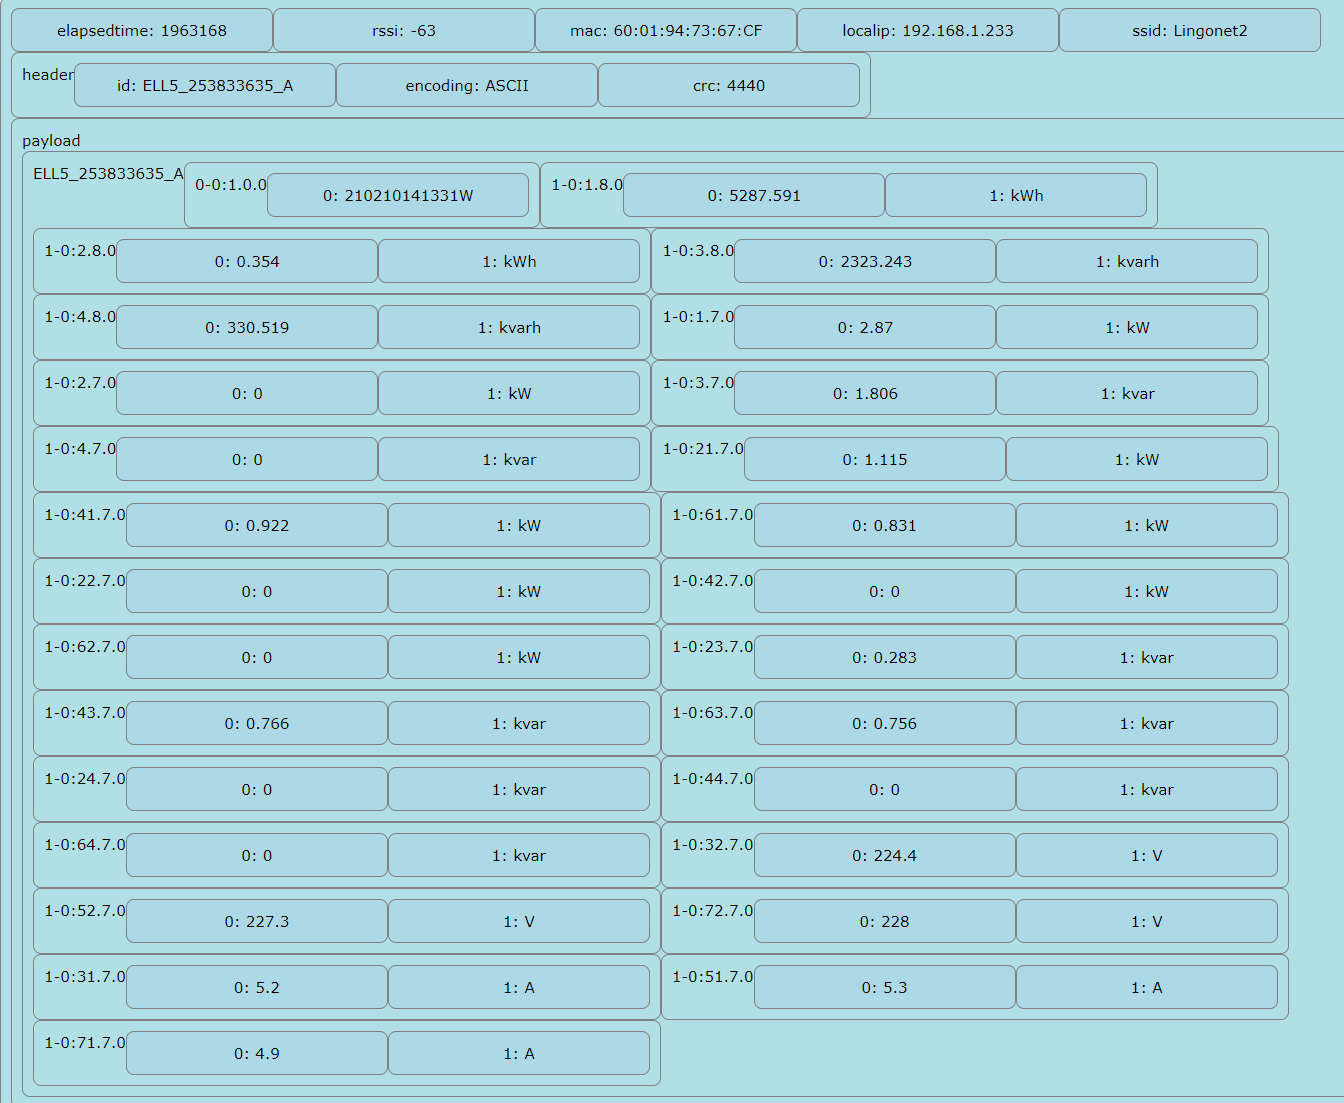 elapsedtime: 1963168 rssi: -63 mac: 60:01:94:73:67:CF localip: 192.168.1.233 ssid: Lingonet2
header id: ELL5_253833635_A encoding: ASCII crc: 4440
payload
ELL5_253833635_A 0-0:1.0.0 0: 210210141331W 1-0:1.8.0 0: 5287.591 1: kWh
1-0:2.8.0 0: 0.354 1: kWh 1-0:3.8.0 0: 2323.243 1: kvarh
1-0:4.8.0 0: 330.519 1: kvarh 1-0:1.7.0 0: 2.87 1: kW
1-0:2.7.0 0: 0 1: kW 1-0:3.7.0 0: 1.806 1: kvar
1-0:4.7.0 0: 0 1: kvar 1-0:21.7.0 0: 1.115 1: kW
1-0:41.7.0 0: 0.922 1: kW 1-0:61.7.0 0: 0.831 1: kW
1-0:22.7.0 0: 0 1: kW 1-0:42.7.0 0: 0 1: kW
1-0:62.7.0 0: 0 1: kW 1-0:23.7.0 0: 0.283 1: kvar
1-0:43.7.0 0: 0.766 1: kvar 1-0:63.7.0 0: 0.756 1: kvar
1-0:24.7.0 0: 0 1: kvar 1-0:44.7.0 0: 0 1: kvar
1-0:64.7.0 0: 0 1: kvar 1-0:32.7.0 0: 224.4 1: V
1-0:52.7.0 0: 227.3 1: V 1-0:72.7.0 0: 228 1: V
1-0:31.7.0 0: 5.2 1: A 1-0:51.7.0 0: 5.3 1: A
1-0:71.7.0 0: 4.9 1: A